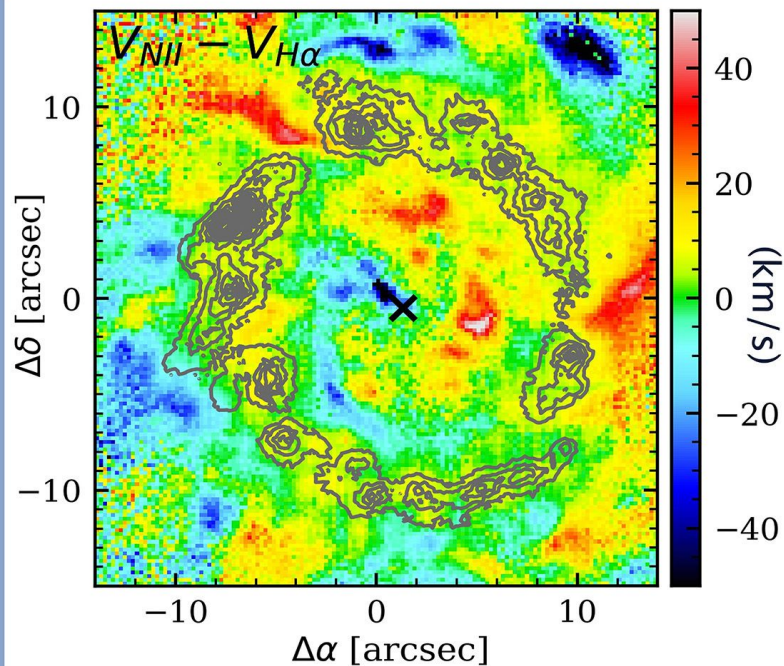 V_NII − V_Hα
10
0
−10
Δδ [arcsec]
−10
0
10
Δα [arcsec]
40
20
0
−20
−40
(km/s)